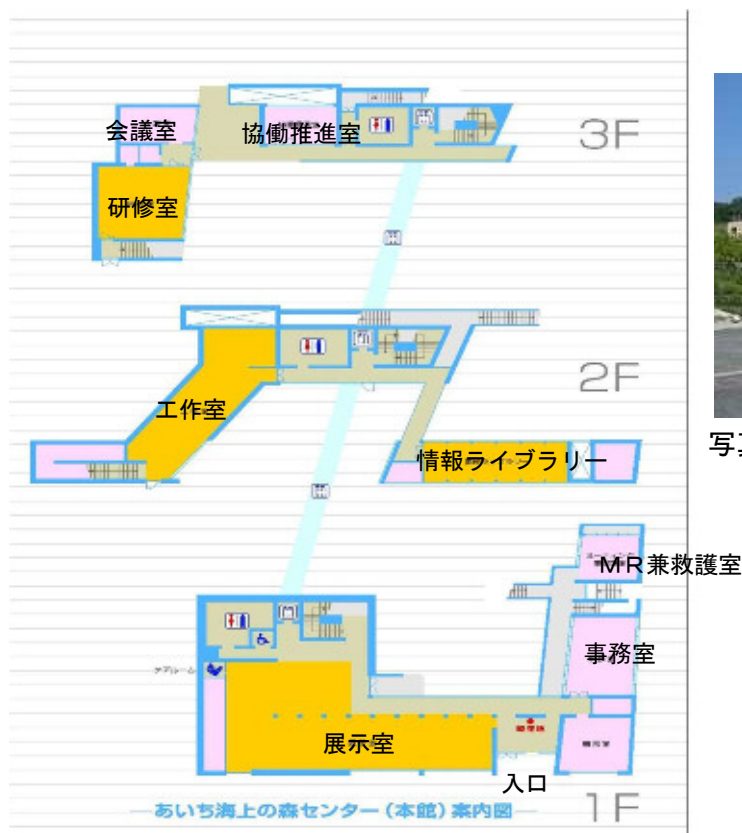 会議室
協働推進室
3F
研修室
2F
工作室
情報ライブラリー
写真
MR兼救護室
事務室
展示室
入口
あいち海上の森センター(本館)案内図
1F